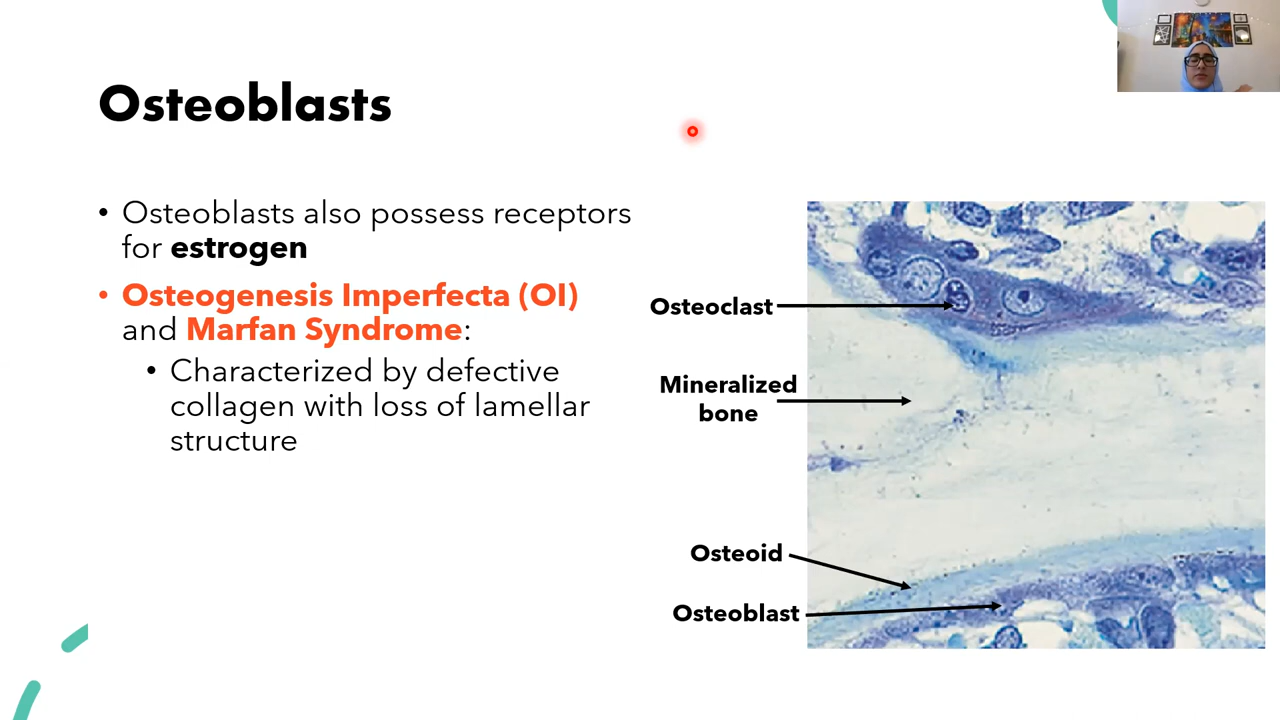 Osteoblasts
• Osteoblasts also possess receptors
for estrogen
• Osteogenesis Imperfecta (OI)
and Marfan Syndrome:
• Characterized by defective
collagen with loss of lamellar
structure
Osteoclast
Mineralized
bone
Osteoid
Osteoblast